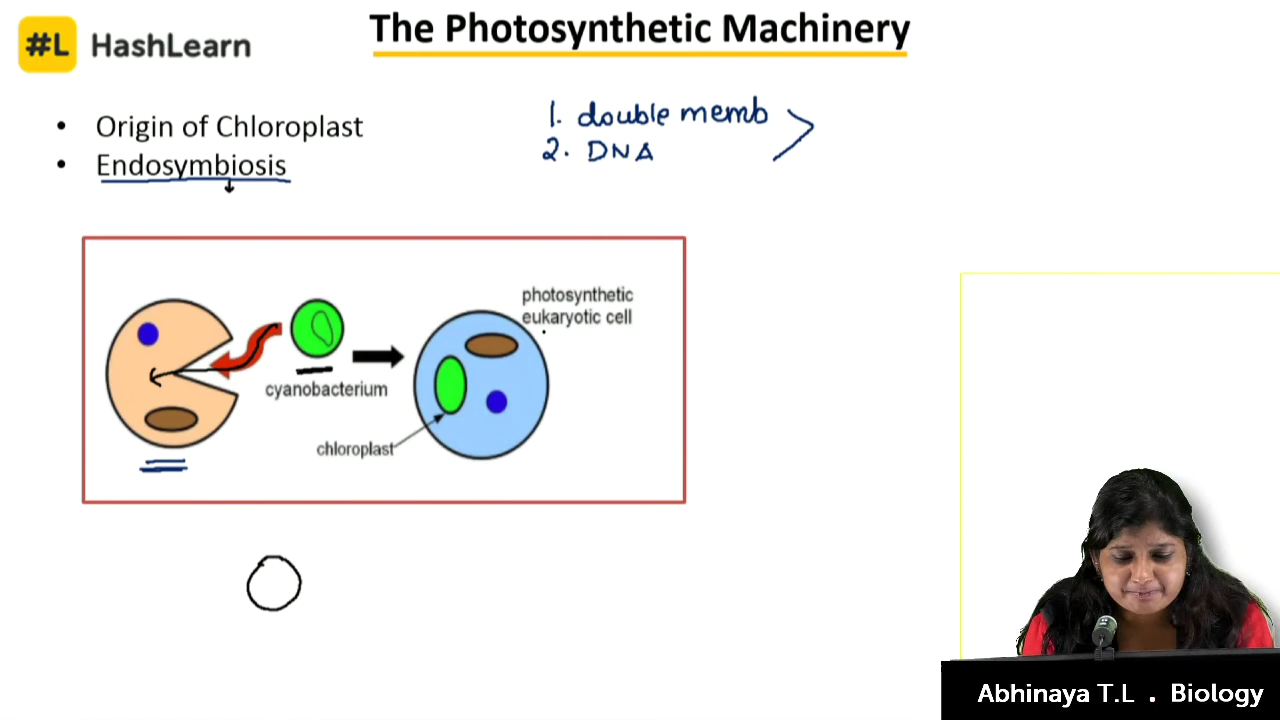 #L HashLearn
The Photosynthetic Machinery
• Origin of Chloroplast
• Endosymbiosis
1. double memb
2. DNA
photosynthetic
eukaryotic cell
cyanobacterium
chloroplast
Abhinaya T.L . Biology